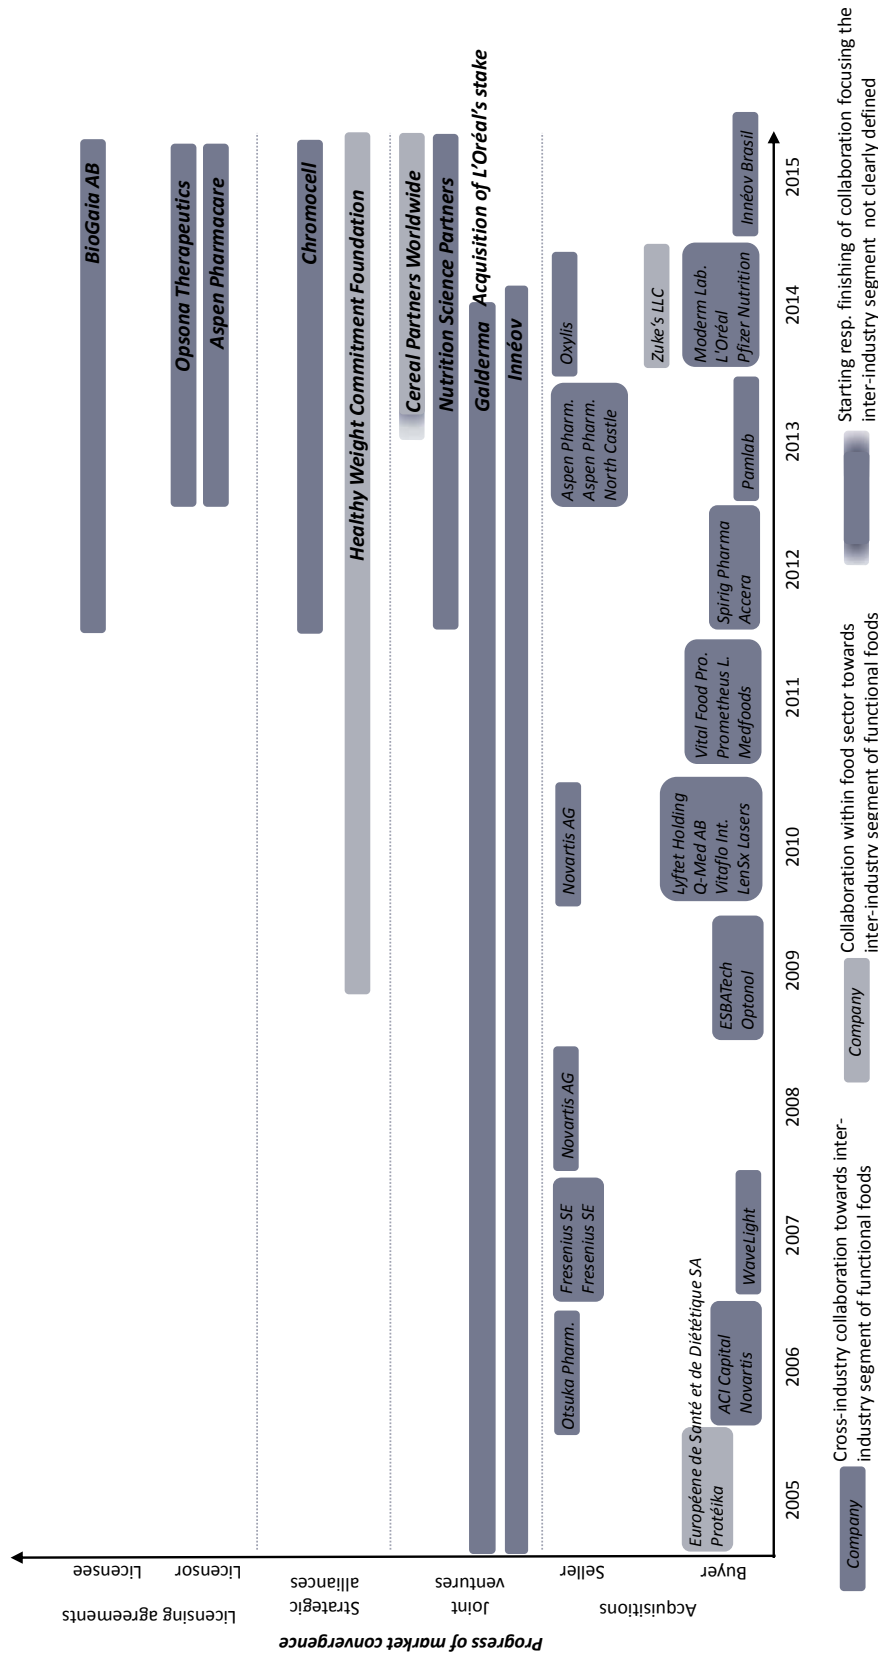 Progress of market convergence
Licensing agreements
Licensee
Licensor
Strategic
alliances
Joint
ventures
Acquisitions
Seller
Buyer
BioGaia AB
Opsona Therapeutics
Aspen Pharmacare
Chromocell
Healthy Weight Commitment Foundation
Cereal Partners Worldwide
Nutrition Science Partners
Galderma
Acquisition of L’Oréal’s stake
Innéov
Otsuka Pharm.
Fresenius SE
Fresenius SE
Novartis AG
Novartis AG
Aspen Pharm.
Aspen Pharm.
North Castle
Oxylis
Européene de Santé et de Diététique SA
Protéika
ACI Capital
Novartis
WaveLight
ESBATech
Optonol
Lyftet Holding
Q-Med AB
Vitaflo Int.
LenSx Lasers
Vital Food Pro.
Prometheus L.
Medfoods
Spirig Pharma
Accera
Pamlab
Zuke‘s LLC
Moderm Lab.
L’Oréal
Pfizer Nutrition
Innéov Brasil
2005
2006
2007
2008
2009
2010
2011
2012
2013
2014
2015
Company
Cross-industry collaboration towards inter-
industry segment of functional foods
Company
Collaboration within food sector towards
inter-industry segment of functional foods
Starting resp. finishing of collaboration focusing the
inter-industry segment not clearly defined